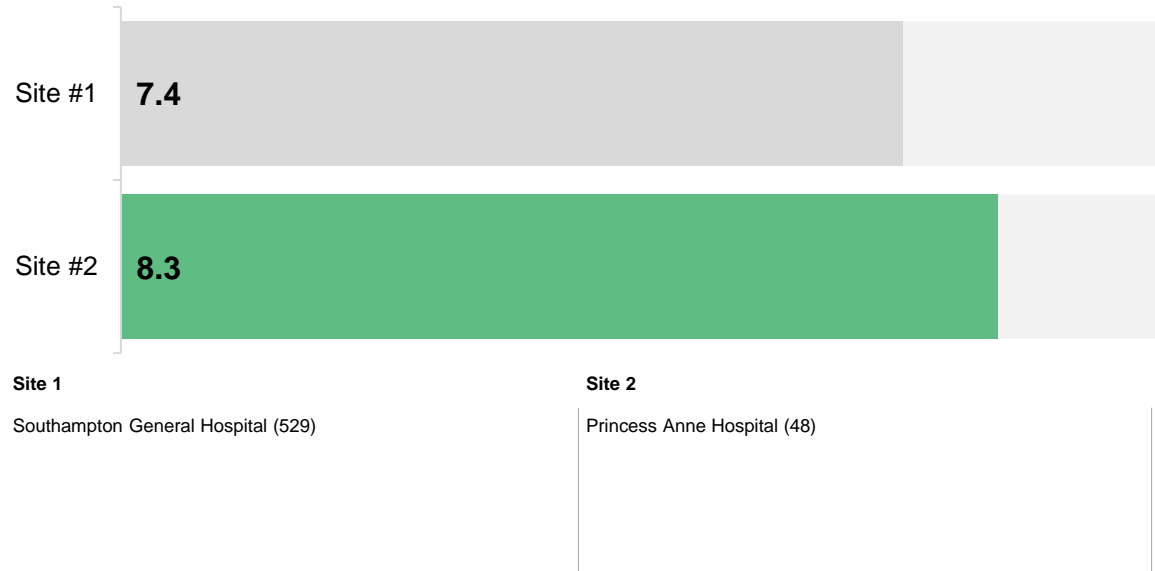 Site #1
7.4
Site #2
8.3
Site 1
Site 2
Southampton General Hospital (529)
Princess Anne Hospital (48)